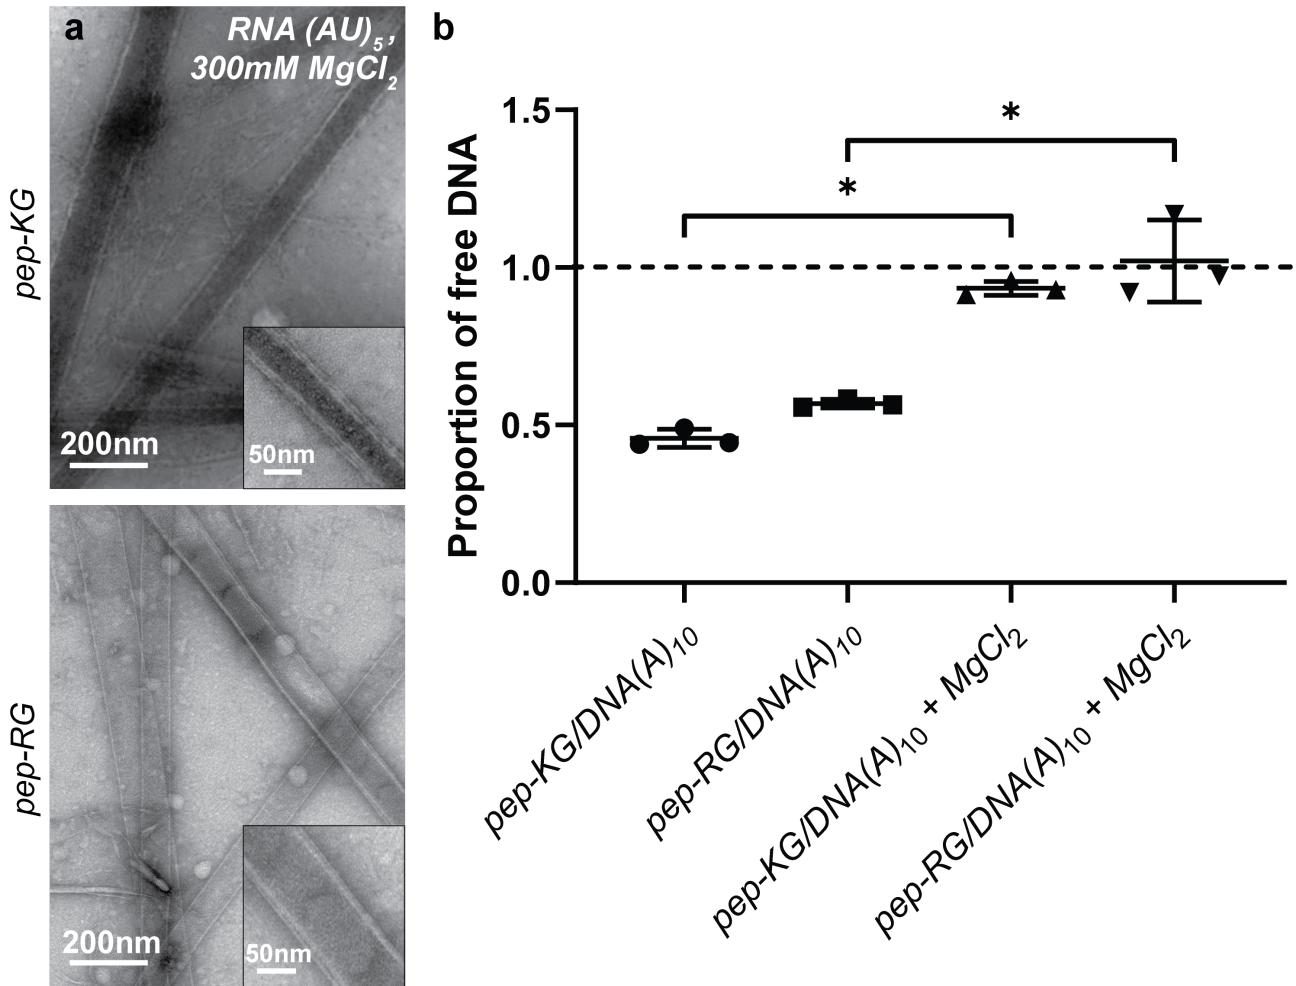 a
RNA (AU)5,
300mM MgCl2
pep-KG
200nm
50nm
pep-RG
200nm
50nm
b
Proportion of free DNA
1.5
1.0
0.5
0.0
*
*
pep-KG/DNA(A)10
pep-RG/DNA(A)10
pep-KG/DNA(A)10 + MgCl2
pep-RG/DNA(A)10 + MgCl2